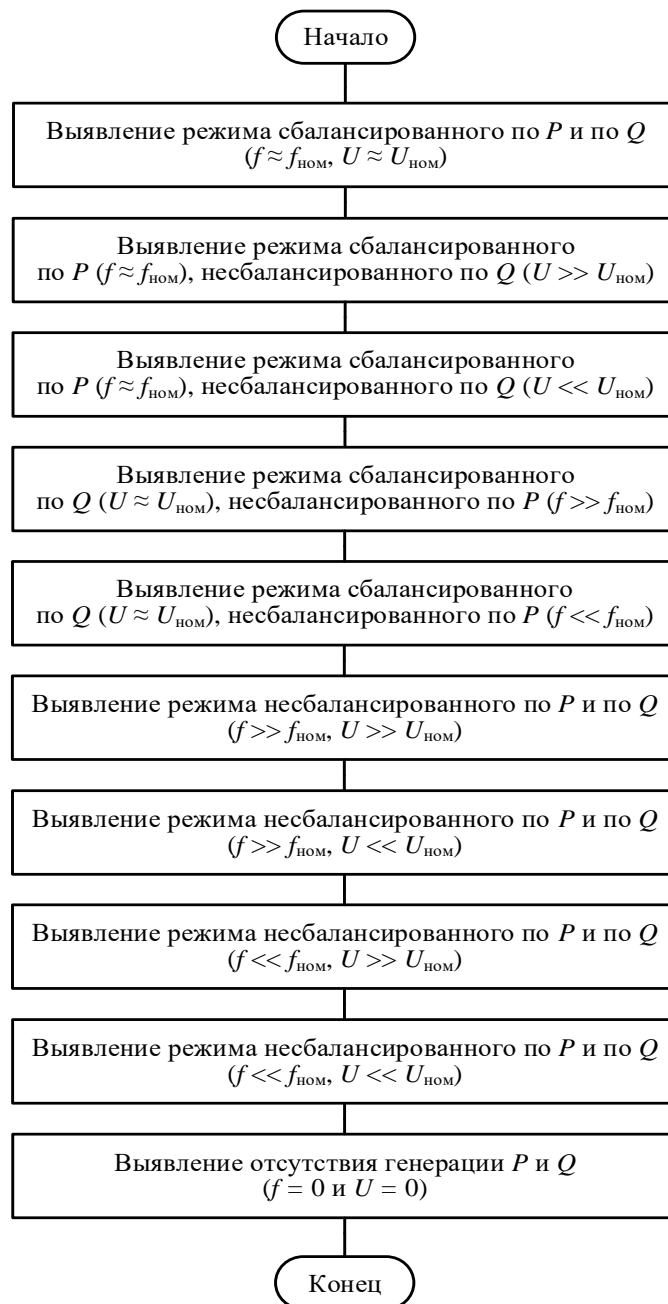 Начало
Выявление режима сбалансированного по P и по Q
(f ≈ fном, U ≈ Uном)
Выявление режима сбалансированного
по P (f ≈ fном), несбалансированного по Q (U >> Uном)
Выявление режима сбалансированного
по P (f ≈ fном), несбалансированного по Q (U << Uном)
Выявление режима сбалансированного
по Q (U ≈ Uном), несбалансированного по P (f >> fном)
Выявление режима сбалансированного
по Q (U ≈ Uном), несбалансированного по P (f << fном)
Выявление режима несбалансированного по P и по Q
(f >> fном, U >> Uном)
Выявление режима несбалансированного по P и по Q
(f >> fном, U << Uном)
Выявление режима несбалансированного по P и по Q
(f << fном, U >> Uном)
Выявление режима несбалансированного по P и по Q
(f << fном, U << Uном)
Выявление отсутствия генерации P и Q
(f = 0 и U = 0)
Конец